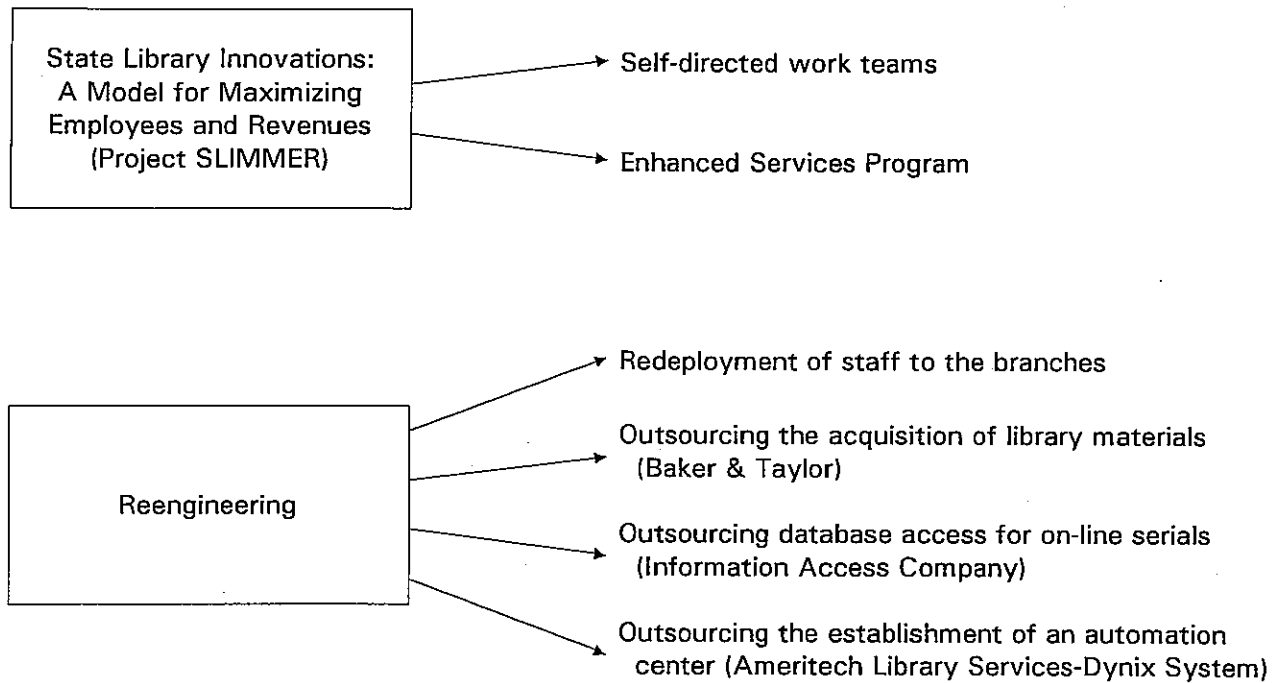 State Library Innovations:
A Model for Maximizing
Employees and Revenues
(Project SLIMMER)
Self-directed work teams
Enhanced Services Program
Reengineering
Redeployment of staff to the branches
Outsourcing the acquisition of library materials
(Baker & Taylor)
Outsourcing database access for on-line serials
(Information Access Company)
Outsourcing the establishment of an automation
center (Ameritech Library Services-Dynix System)